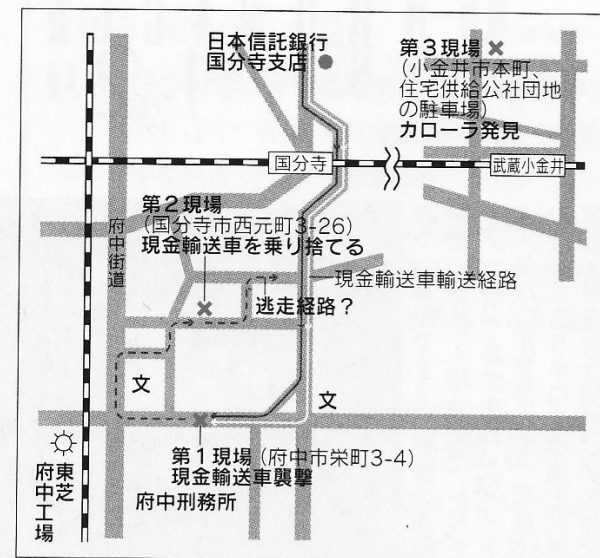 日本信託銀行
国分寺支店
第3現場
(小金井市本町、
住宅供給公社団地
の駐車場)
カローラ発見
国分寺
武蔵小金井
第2現場
(国分寺市西元町3-26)
現金輸送車を乗り捨てる
府中街道
現金輸送車輸送経路
逃走経路？
文
文
第1現場(府中市栄町3-4)
現金輸送車襲撃
府中刑務所
東芝
府中工場